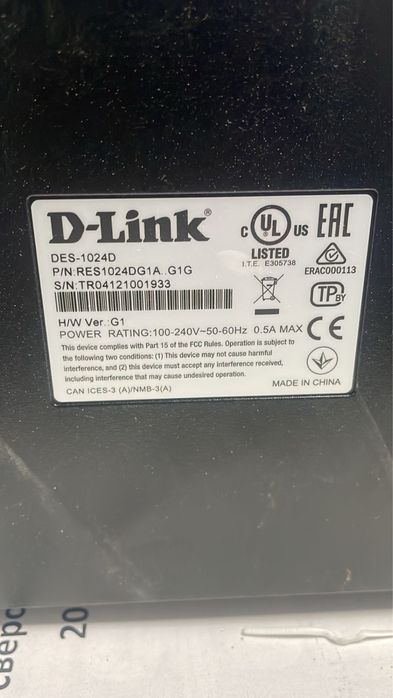 D-Link®
C UL US
LISTED
I.T.E. E305738
EAC
ERAC000113
DES-1024D
P/N:RES1024DG1A..G1G
S/N:TR04121001933
TP BY
H/W Ver.:G1
POWER RATING:100-240V~50-60Hz 0.5A MAX
CE
This device complies with Part 15 of the FCC Rules. Operation is subject to
the following two conditions: (1) This device may not cause harmful
interference, and (2) this device must accept any interference received,
including interference that may cause undesired operation.
CAN ICES-3 (A)/NMB-3(A)
MADE IN CHINA
сверс
20